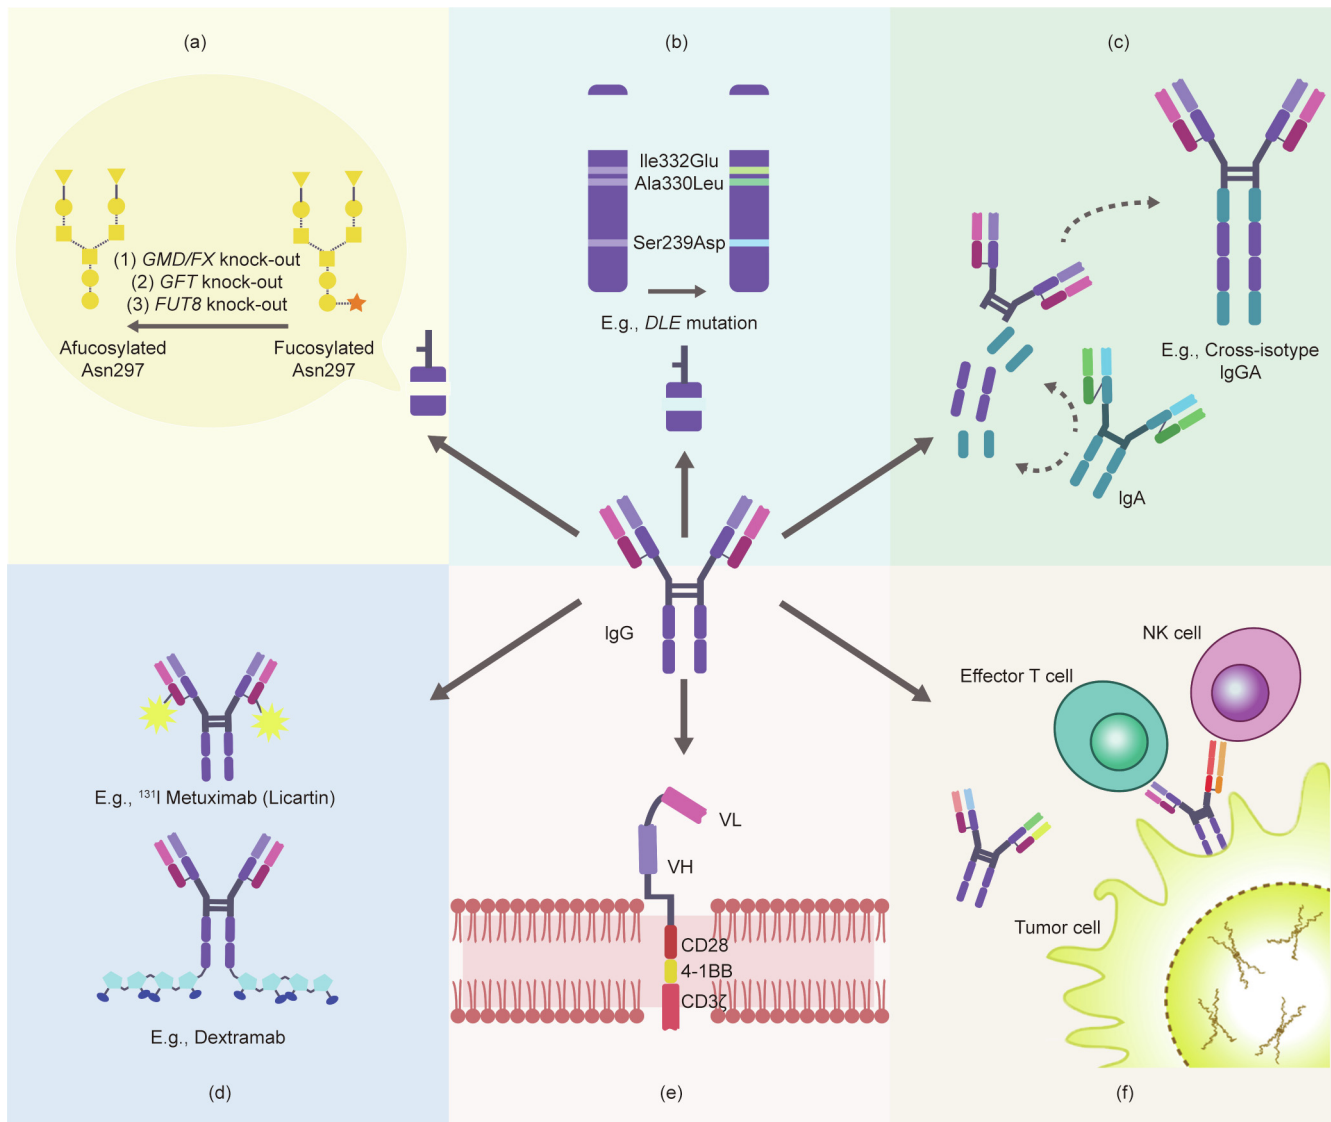 (a)
(1) GMD/FX knock-out
(2) GFT knock-out
(3) FUT8 knock-out
Afucosylated
Asn297
Fucosylated
Asn297
(b)
Ile332Glu
Ala330Leu
Ser239Asp
E.g., DLE mutation
(c)
E.g., Cross-isotype
IgGA
IgA
IgG
E.g., ¹³¹I Metuximab (Licartin)
E.g., Dextramab
(d)
VL
VH
CD28
4-1BB
CD3ζ
(e)
NK cell
Effector T cell
Tumor cell
(f)